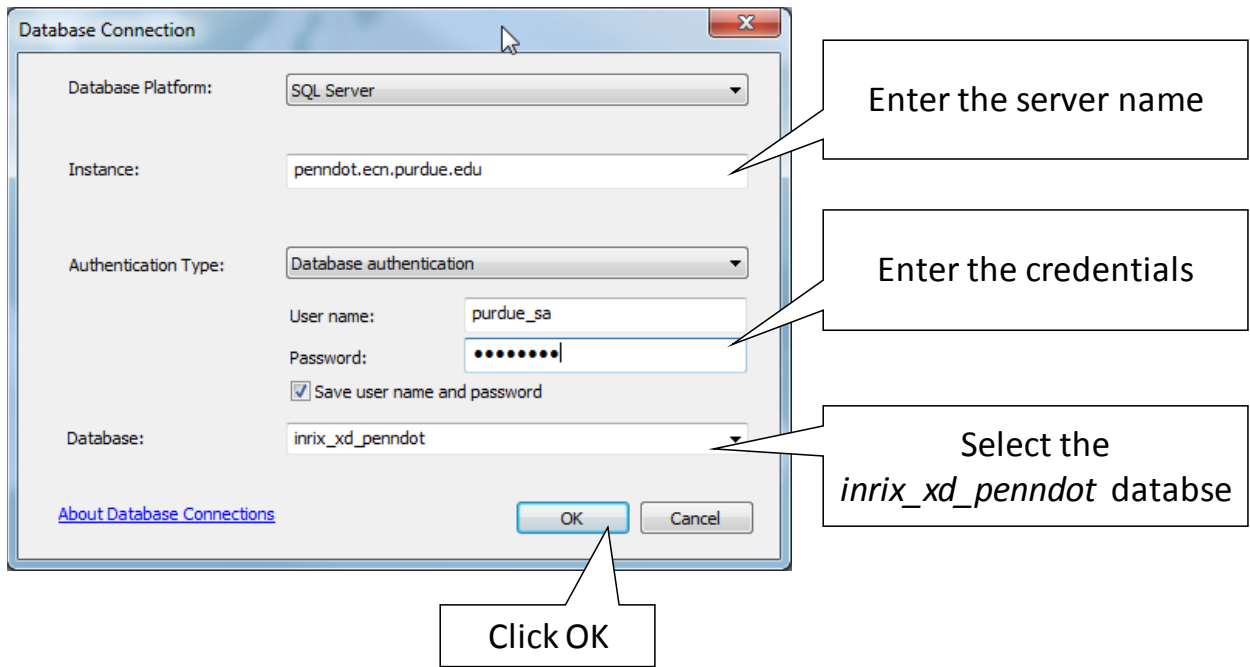 Database Connection
Database Platform:
SQL Server
Enter the server name
Instance:
penndot.ecn.purdue.edu
Authentication Type:
Database authentication
Enter the credentials
User name:
purdue_sa
Password:
●●●●●●●●
Save user name and password
Database:
inrix_xd_penndot
Select the
inrix_xd_penndot databse
About Database Connections
OK
Cancel
Click OK